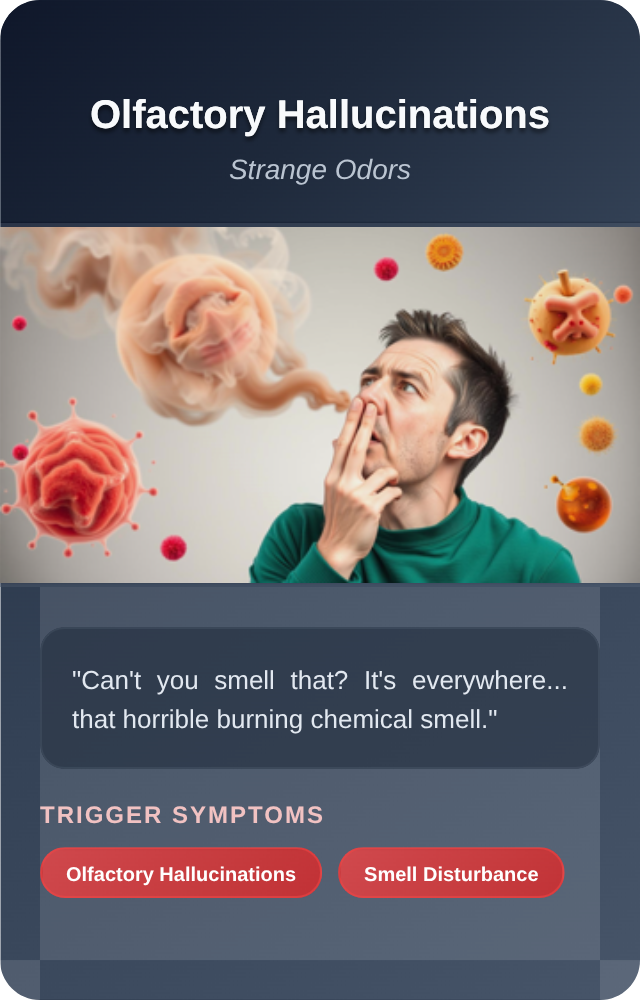 Olfactory Hallucinations
Strange Odors
"Can't you smell that? It's everywhere...
that horrible burning chemical smell."
TRIGGER SYMPTOMS
Olfactory Hallucinations
Smell Disturbance